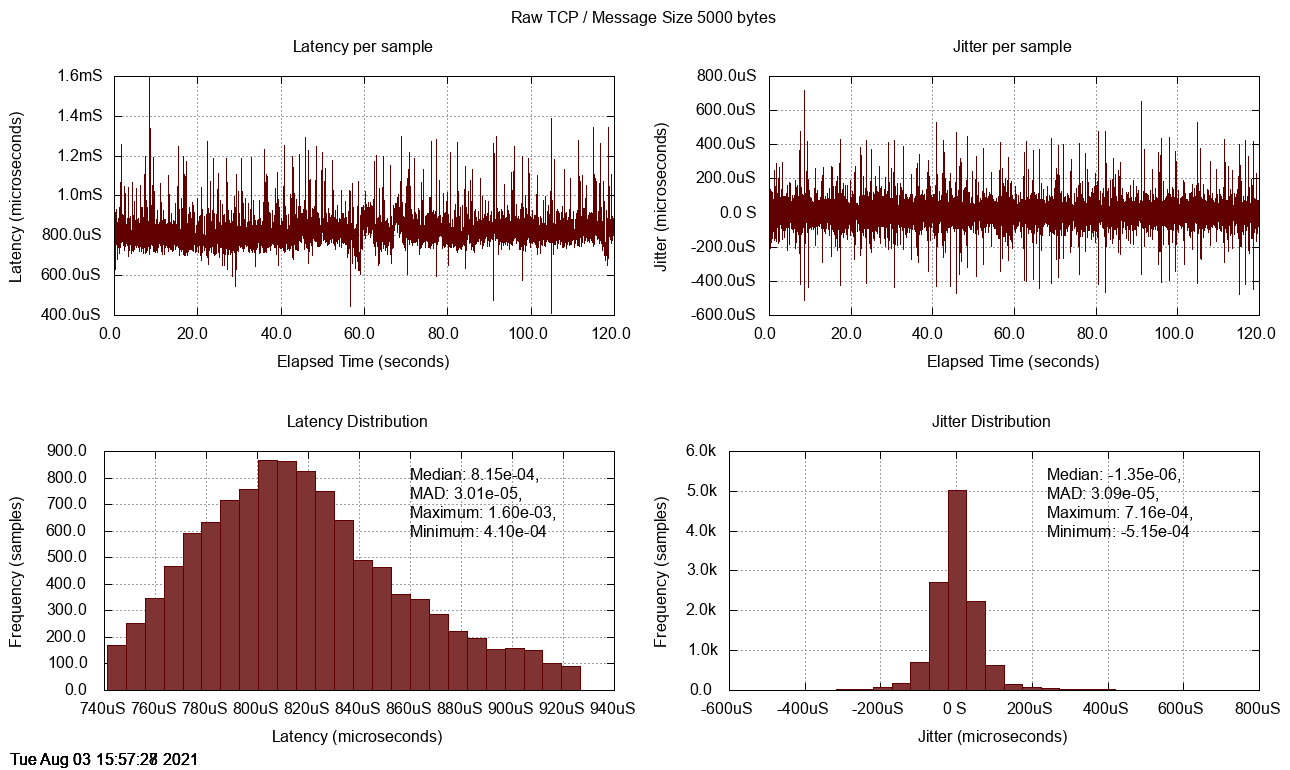 Raw TCP / Message Size 5000 bytes
Latency per sample
Latency (microseconds)
1.6mS
1.4mS
1.2mS
1.0mS
800.0uS
600.0uS
400.0uS
0.0 20.0 40.0 60.0 80.0 100.0 120.0
Elapsed Time (seconds)
Jitter per sample
Jitter (microseconds)
800.0uS
600.0uS
400.0uS
200.0uS
0.0 S
-200.0uS
-400.0uS
-600.0uS
0.0 20.0 40.0 60.0 80.0 100.0 120.0
Elapsed Time (seconds)
Latency Distribution
Frequency (samples)
900.0
800.0
700.0
600.0
500.0
400.0
300.0
200.0
100.0
0.0
Median: 8.15e-04,
MAD: 3.01e-05,
Maximum: 1.60e-03,
Minimum: 4.10e-04
740uS 760uS 780uS 800uS 820uS 840uS 860uS 880uS 900uS 920uS 940uS
Latency (microseconds)
Jitter Distribution
Frequency (samples)
6.0k
5.0k
4.0k
3.0k
2.0k
1.0k
0.0
Median: -1.35e-06,
MAD: 3.09e-05,
Maximum: 7.16e-04,
Minimum: -5.15e-04
-600uS -400uS -200uS 0 S 200uS 400uS 600uS 800uS
Jitter (microseconds)
Tue Aug 03 2021